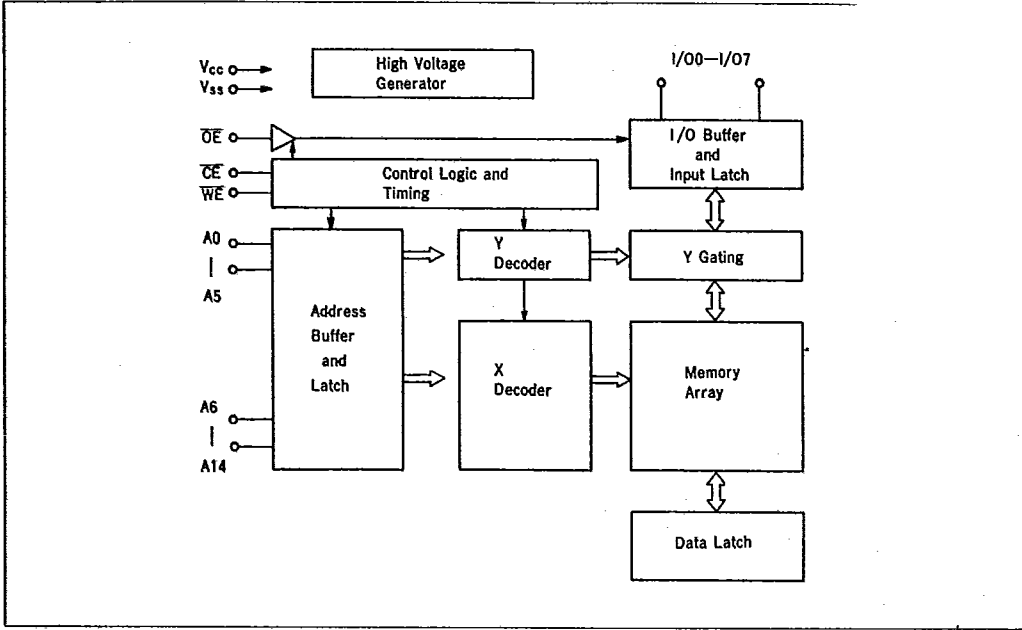 High Voltage
Generator
I/O0—I/O7
Vcc
Vss
OE
I/O Buffer
and
Input Latch
CE
WE
Control Logic and
Timing
A0
|
A5
Y
Decoder
Y Gating
Address
Buffer
and
Latch
X
Decoder
Memory
Array
A6
|
A14
Data Latch